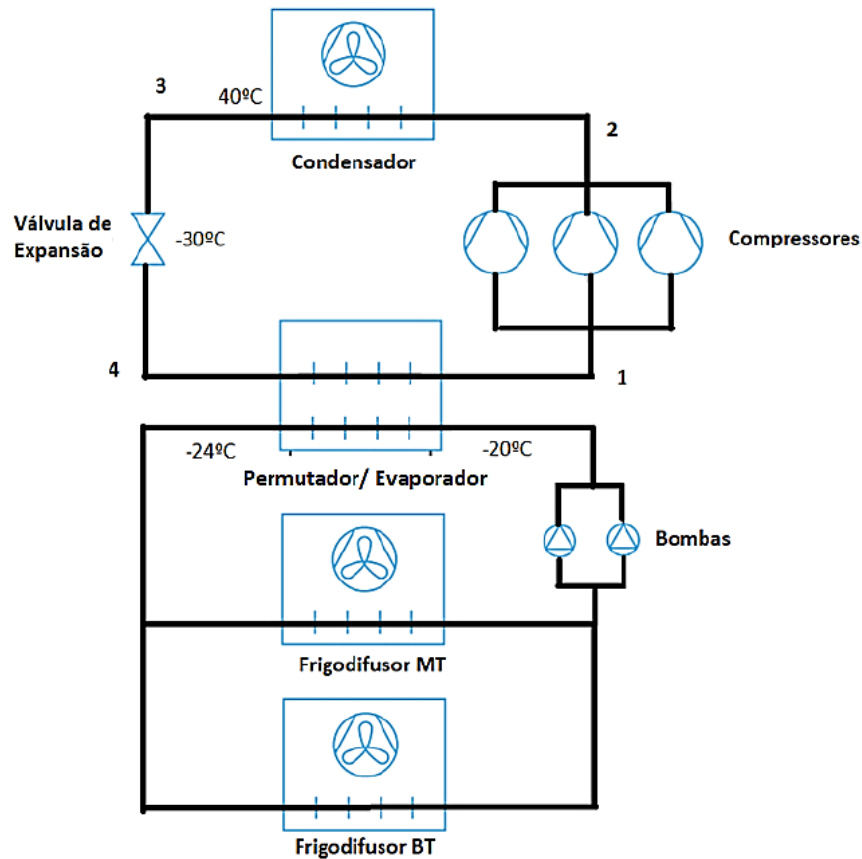 3
40ºC
2
Condensador
Válvula de
Expansão
-30ºC
Compressores
4
1
-24ºC
-20ºC
Permutador/ Evaporador
Bombas
Frigodifusor MT
Frigodifusor BT